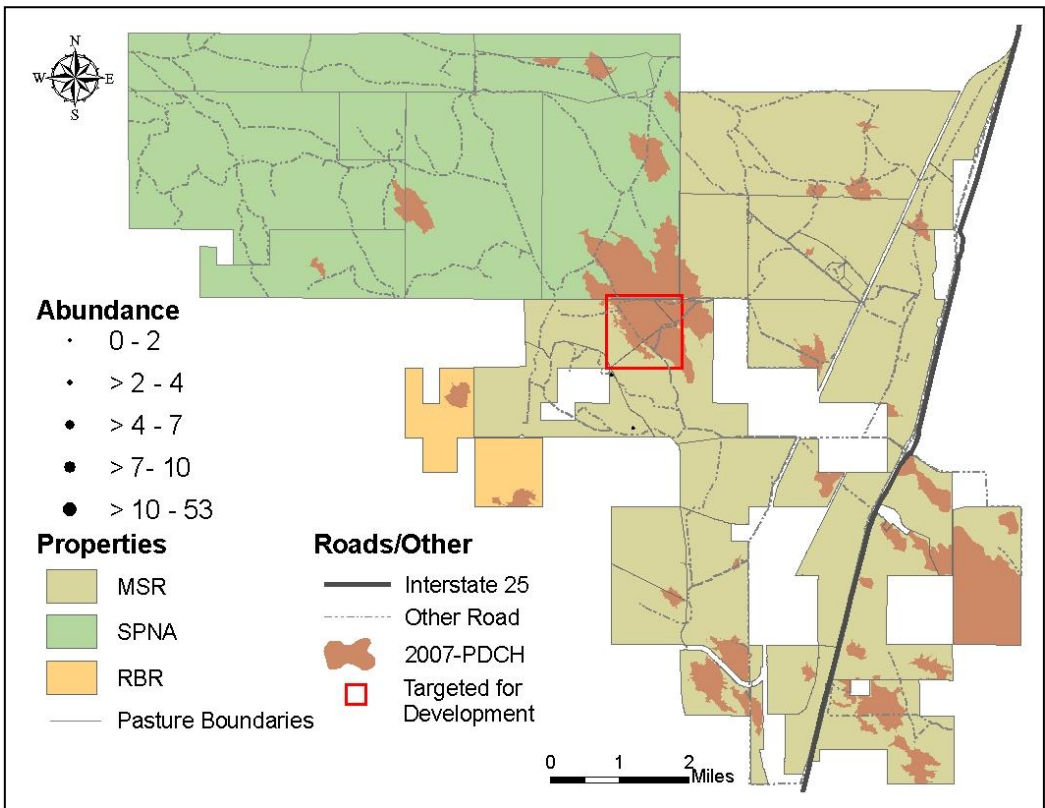 N
W E
S
Abundance
0 - 2
> 2 - 4
> 4 - 7
> 7- 10
> 10 - 53
Properties
MSR
SPNA
RBR
Pasture Boundaries
Roads/Other
Interstate 25
Other Road
2007-PDCH
Targeted for
Development
0 1 2
Miles